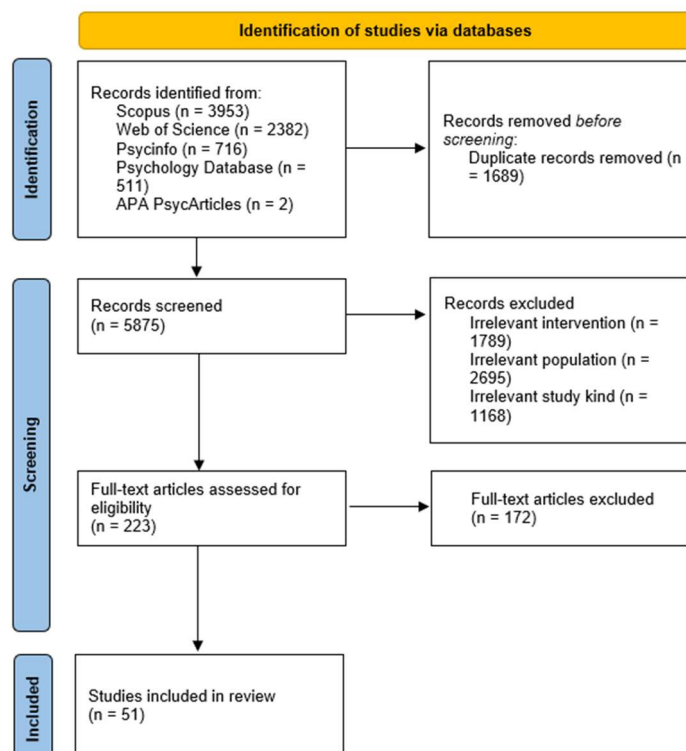 Identification of studies via databases
Identification
Records identified from:
Scopus (n = 3953)
Web of Science (n = 2382)
Psycinfo (n = 716)
Psychology Database (n =
511)
APA PsycArticles (n = 2)
Records removed before
screening:
Duplicate records removed (n
= 1689)
Screening
Records screened
(n = 5875)
Records excluded
Irrelevant intervention (n =
1789)
Irrelevant population (n =
2695)
Irrelevant study kind (n =
1168)
Full-text articles assessed for
eligibility
(n = 223)
Full-text articles excluded
(n = 172)
Included
Studies included in review
(n = 51)